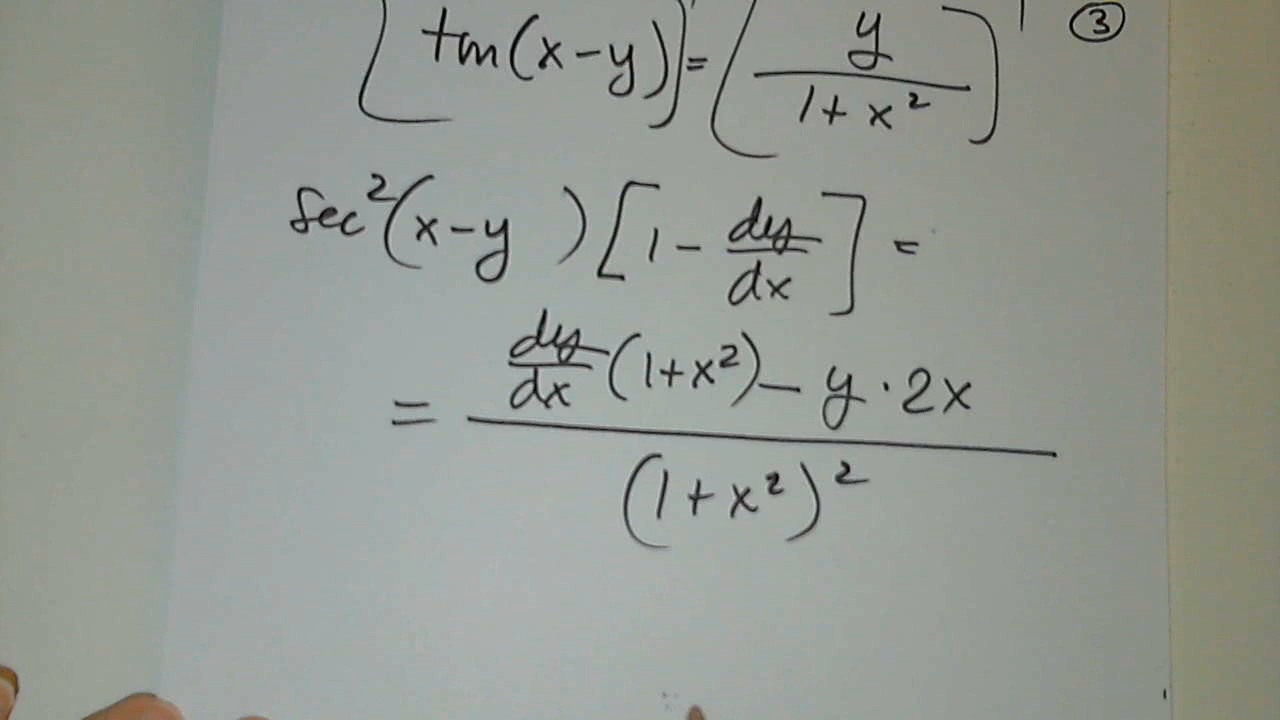 [tan(x-y)]' = (y/(1+x²))' ③
sec²(x-y)[1 - dy/dx] =
= (dy/dx (1+x²) - y·2x)/(1+x²)²